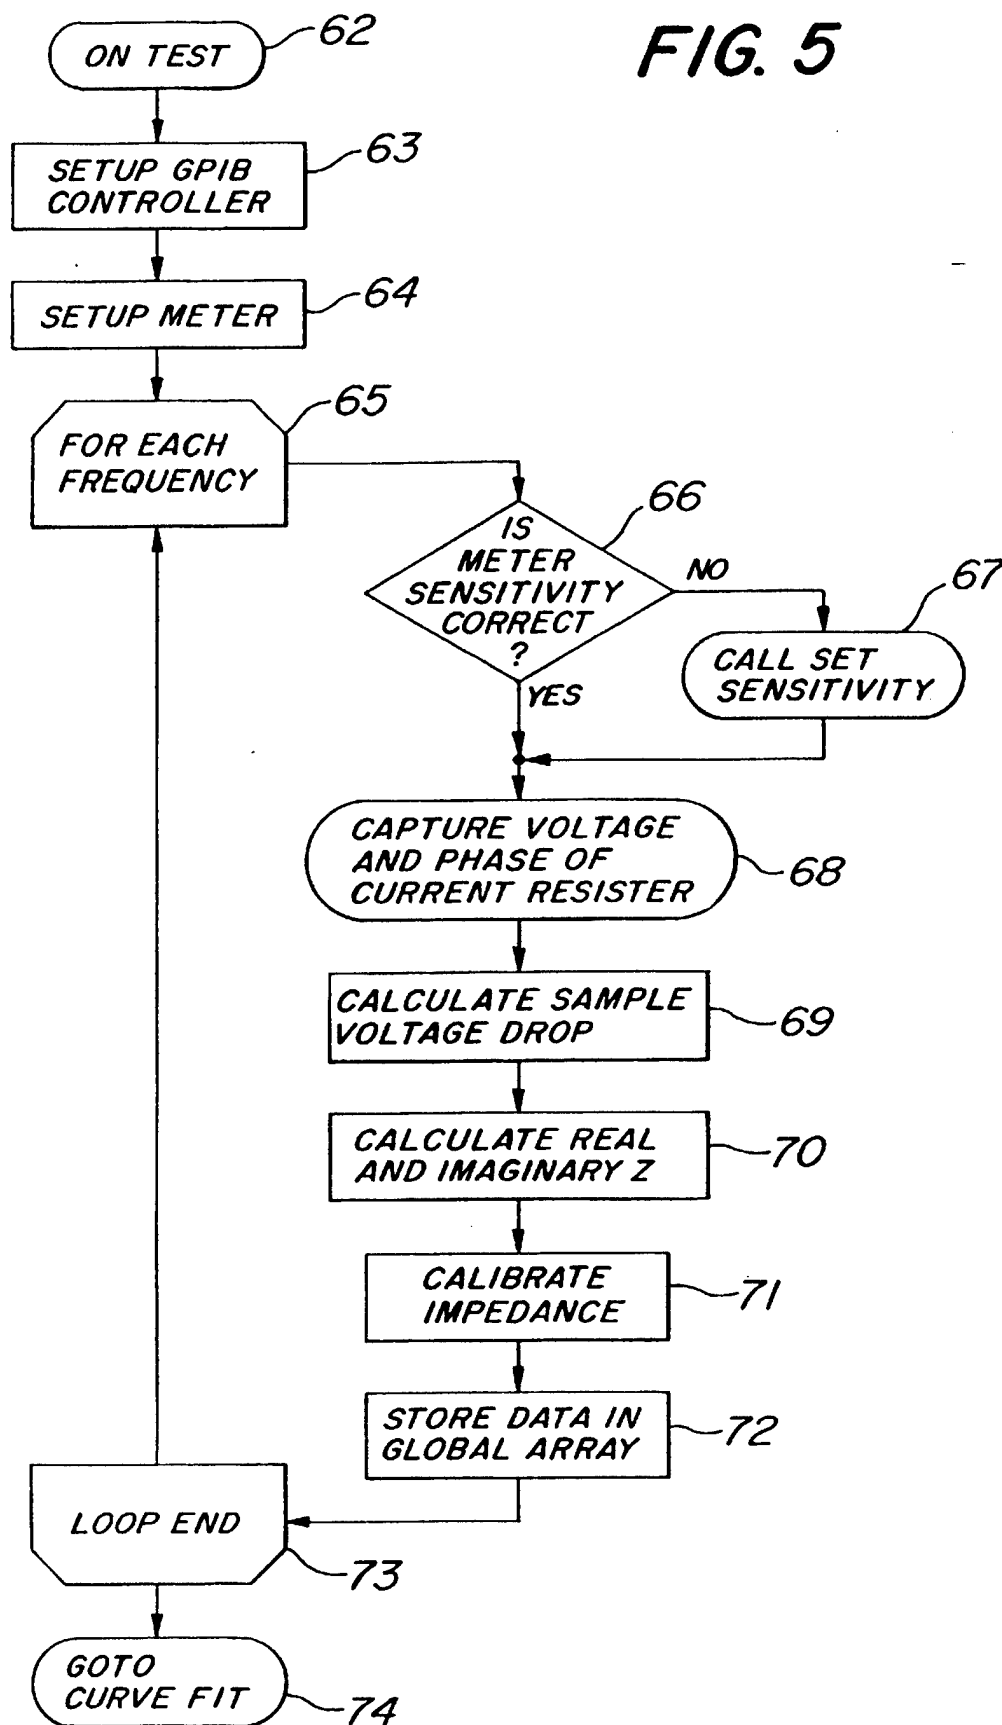 FIG. 5
62
ON TEST
63
SETUP GPIB
CONTROLLER
64
SETUP METER
65
FOR EACH
FREQUENCY
66
IS
METER
SENSITIVITY
CORRECT
?
NO
YES
67
CALL SET
SENSITIVITY
CAPTURE VOLTAGE
AND PHASE OF
CURRENT RESISTER
68
CALCULATE SAMPLE
VOLTAGE DROP
69
CALCULATE REAL
AND IMAGINARY Z
70
CALIBRATE
IMPEDANCE
71
STORE DATA IN
GLOBAL ARRAY
72
LOOP END
73
GOTO
CURVE FIT
74